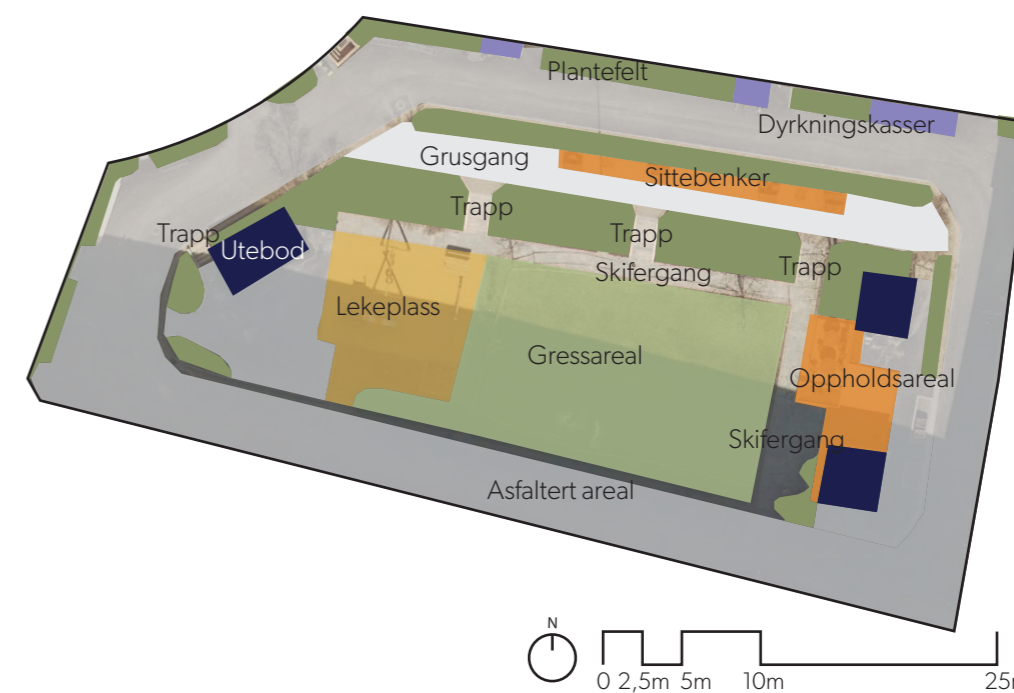 Plantefelt
Dyrkningskasser
Grusgang
Sittebenker
Trapp
Trapp
Trapp
Utebod
Skifergang
Trapp
Lekeplass
Gressareal
Oppholdsareal
Skifergang
Asfaltert areal
N
0 2,5m 5m 10m 25m